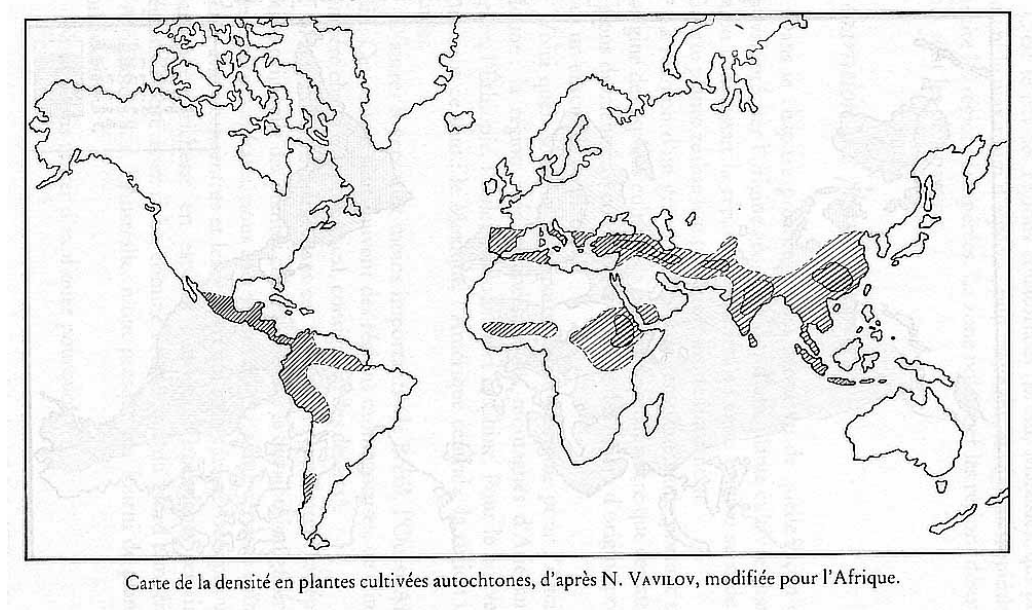 Carte de la densité en plantes cultivées autochtones, d'après N. VAVILOV, modifiée pour l'Afrique.